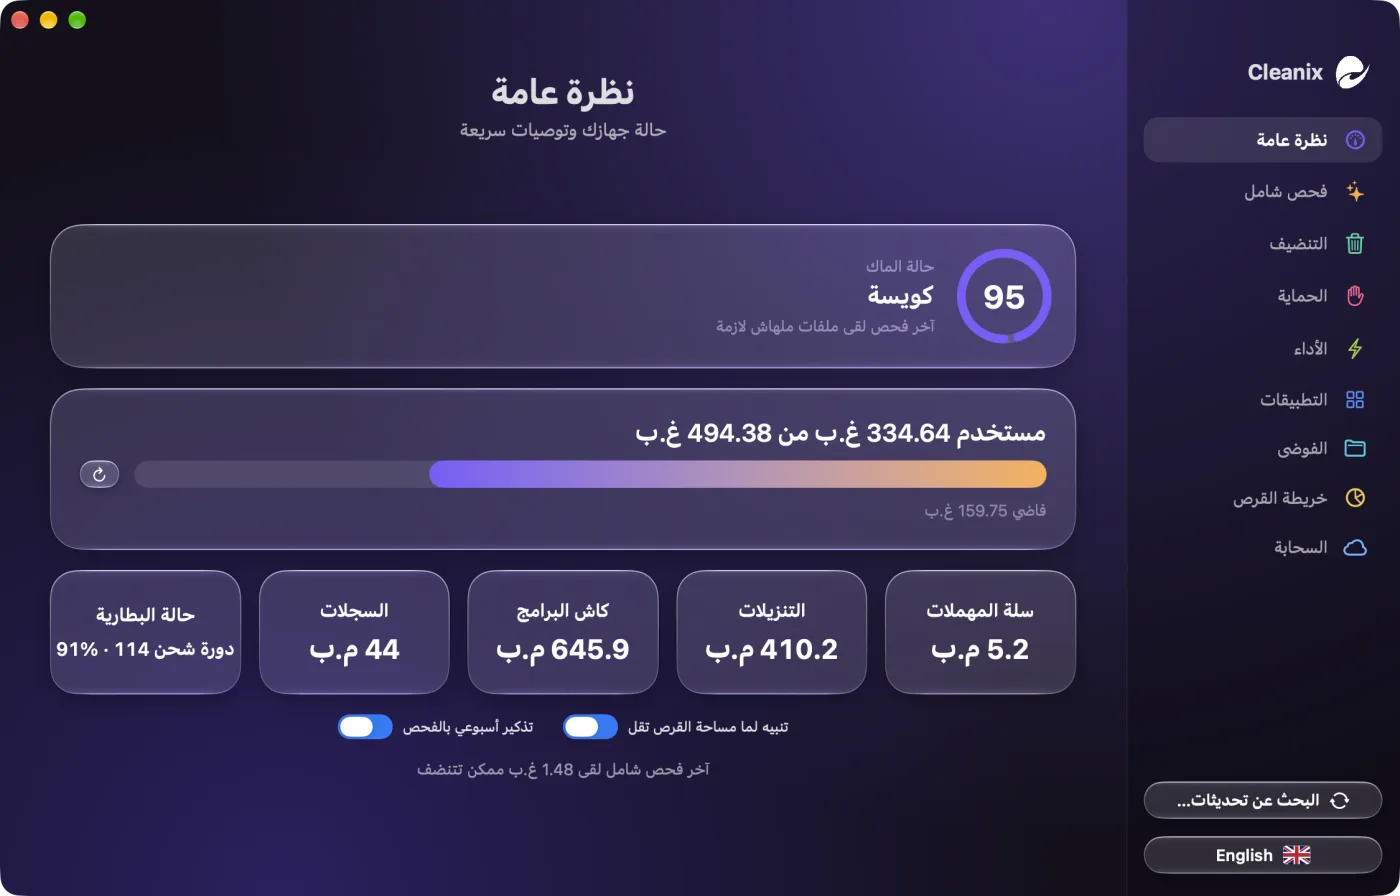 Cleanix
نظرة عامة
فحص شامل
التنضيف
الحماية
الأداء
التطبيقات
الفوضى
خريطة القرص
السحابة
البحث عن تحديثات...
English
نظرة عامة
حالة جهازك وتوصيات سريعة
95
حالة الماك
كويسة
آخر فحص لقى ملفات ملهاش لازمة
مستخدم 334.64 غ.ب من 494.38 غ.ب
فاضي 159.75 غ.ب
سلة المهملات
5.2 م.ب
التنزيلات
410.2 م.ب
كاش البرامج
645.9 م.ب
السجلات
44 م.ب
حالة البطارية
دورة شحن 114 · 91%
تنبيه لما مساحة القرص تقل
تذكير أسبوعي بالفحص
آخر فحص شامل لقى 1.48 غ.ب ممكن تتنضف